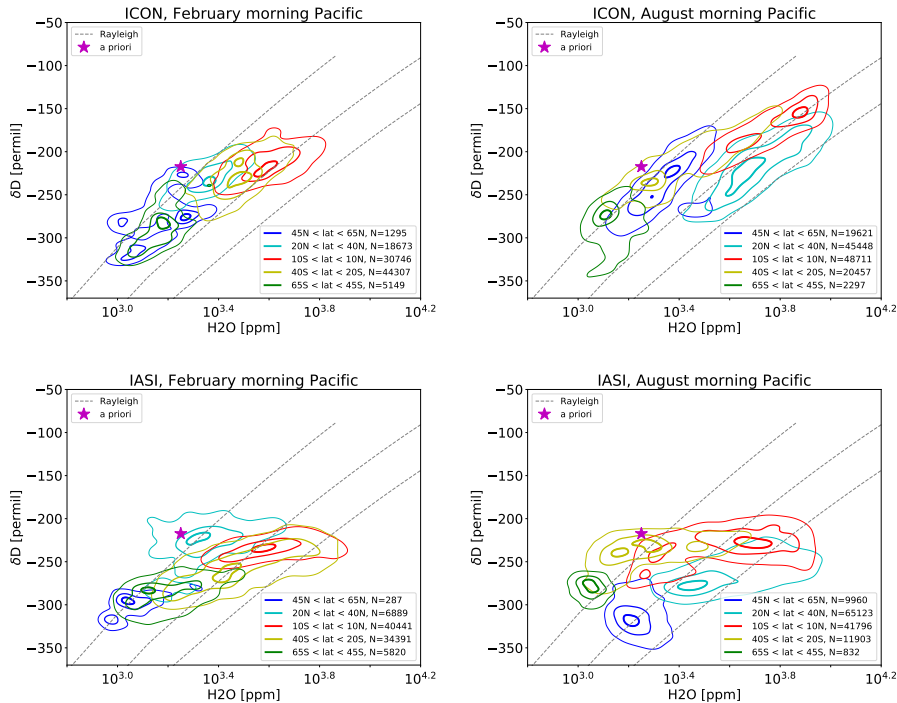 ICON, February morning Pacific
−50
−100
−150
−200
−250
−300
−350
δD [permil]
Rayleigh
a priori
45N < lat < 65N, N=1295
20N < lat < 40N, N=18673
10S < lat < 10N, N=30746
40S < lat < 20S, N=44307
65S < lat < 45S, N=5149
10^3.0
10^3.4
10^3.8
10^4.2
H2O [ppm]
ICON, August morning Pacific
−50
−100
−150
−200
−250
−300
−350
δD [permil]
Rayleigh
a priori
45N < lat < 65N, N=19621
20N < lat < 40N, N=45448
10S < lat < 10N, N=48711
40S < lat < 20S, N=20457
65S < lat < 45S, N=2297
10^3.0
10^3.4
10^3.8
10^4.2
H2O [ppm]
IASI, February morning Pacific
−50
−100
−150
−200
−250
−300
−350
δD [permil]
Rayleigh
a priori
45N < lat < 65N, N=287
20N < lat < 40N, N=6889
10S < lat < 10N, N=40441
40S < lat < 20S, N=34391
65S < lat < 45S, N=5820
10^3.0
10^3.4
10^3.8
10^4.2
H2O [ppm]
IASI, August morning Pacific
−50
−100
−150
−200
−250
−300
−350
δD [permil]
Rayleigh
a priori
45N < lat < 65N, N=9960
20N < lat < 40N, N=65123
10S < lat < 10N, N=41796
40S < lat < 20S, N=11903
65S < lat < 45S, N=832
10^3.0
10^3.4
10^3.8
10^4.2
H2O [ppm]